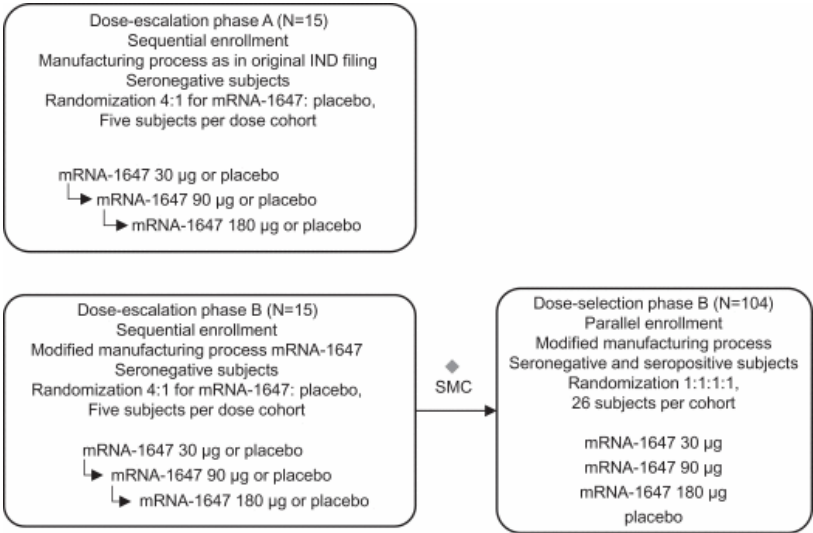 Dose-escalation phase A (N=15)
Sequential enrollment
Manufacturing process as in original IND filing
Seronegative subjects
Randomization 4:1 for mRNA-1647: placebo,
Five subjects per dose cohort
mRNA-1647 30 µg or placebo
mRNA-1647 90 µg or placebo
mRNA-1647 180 µg or placebo
Dose-escalation phase B (N=15)
Sequential enrollment
Modified manufacturing process mRNA-1647
Seronegative subjects
Randomization 4:1 for mRNA-1647: placebo,
Five subjects per dose cohort
mRNA-1647 30 µg or placebo
mRNA-1647 90 µg or placebo
mRNA-1647 180 µg or placebo
SMC
Dose-selection phase B (N=104)
Parallel enrollment
Modified manufacturing process
Seronegative and seropositive subjects
Randomization 1:1:1:1,
26 subjects per cohort
mRNA-1647 30 µg
mRNA-1647 90 µg
mRNA-1647 180 µg
placebo